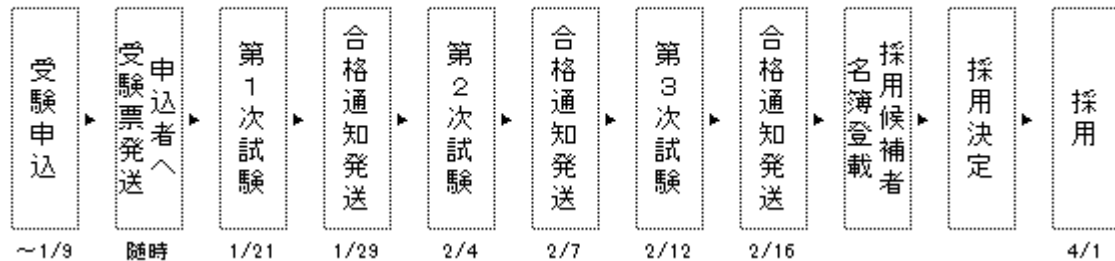 受験申込
申込者へ
受験票発送
第1次試験
合格通知発送
第2次試験
合格通知発送
第3次試験
合格通知発送
採用候補者
名簿登載
採用決定
採用
～1/9
随時
1/21
1/29
2/4
2/7
2/12
2/16
4/1